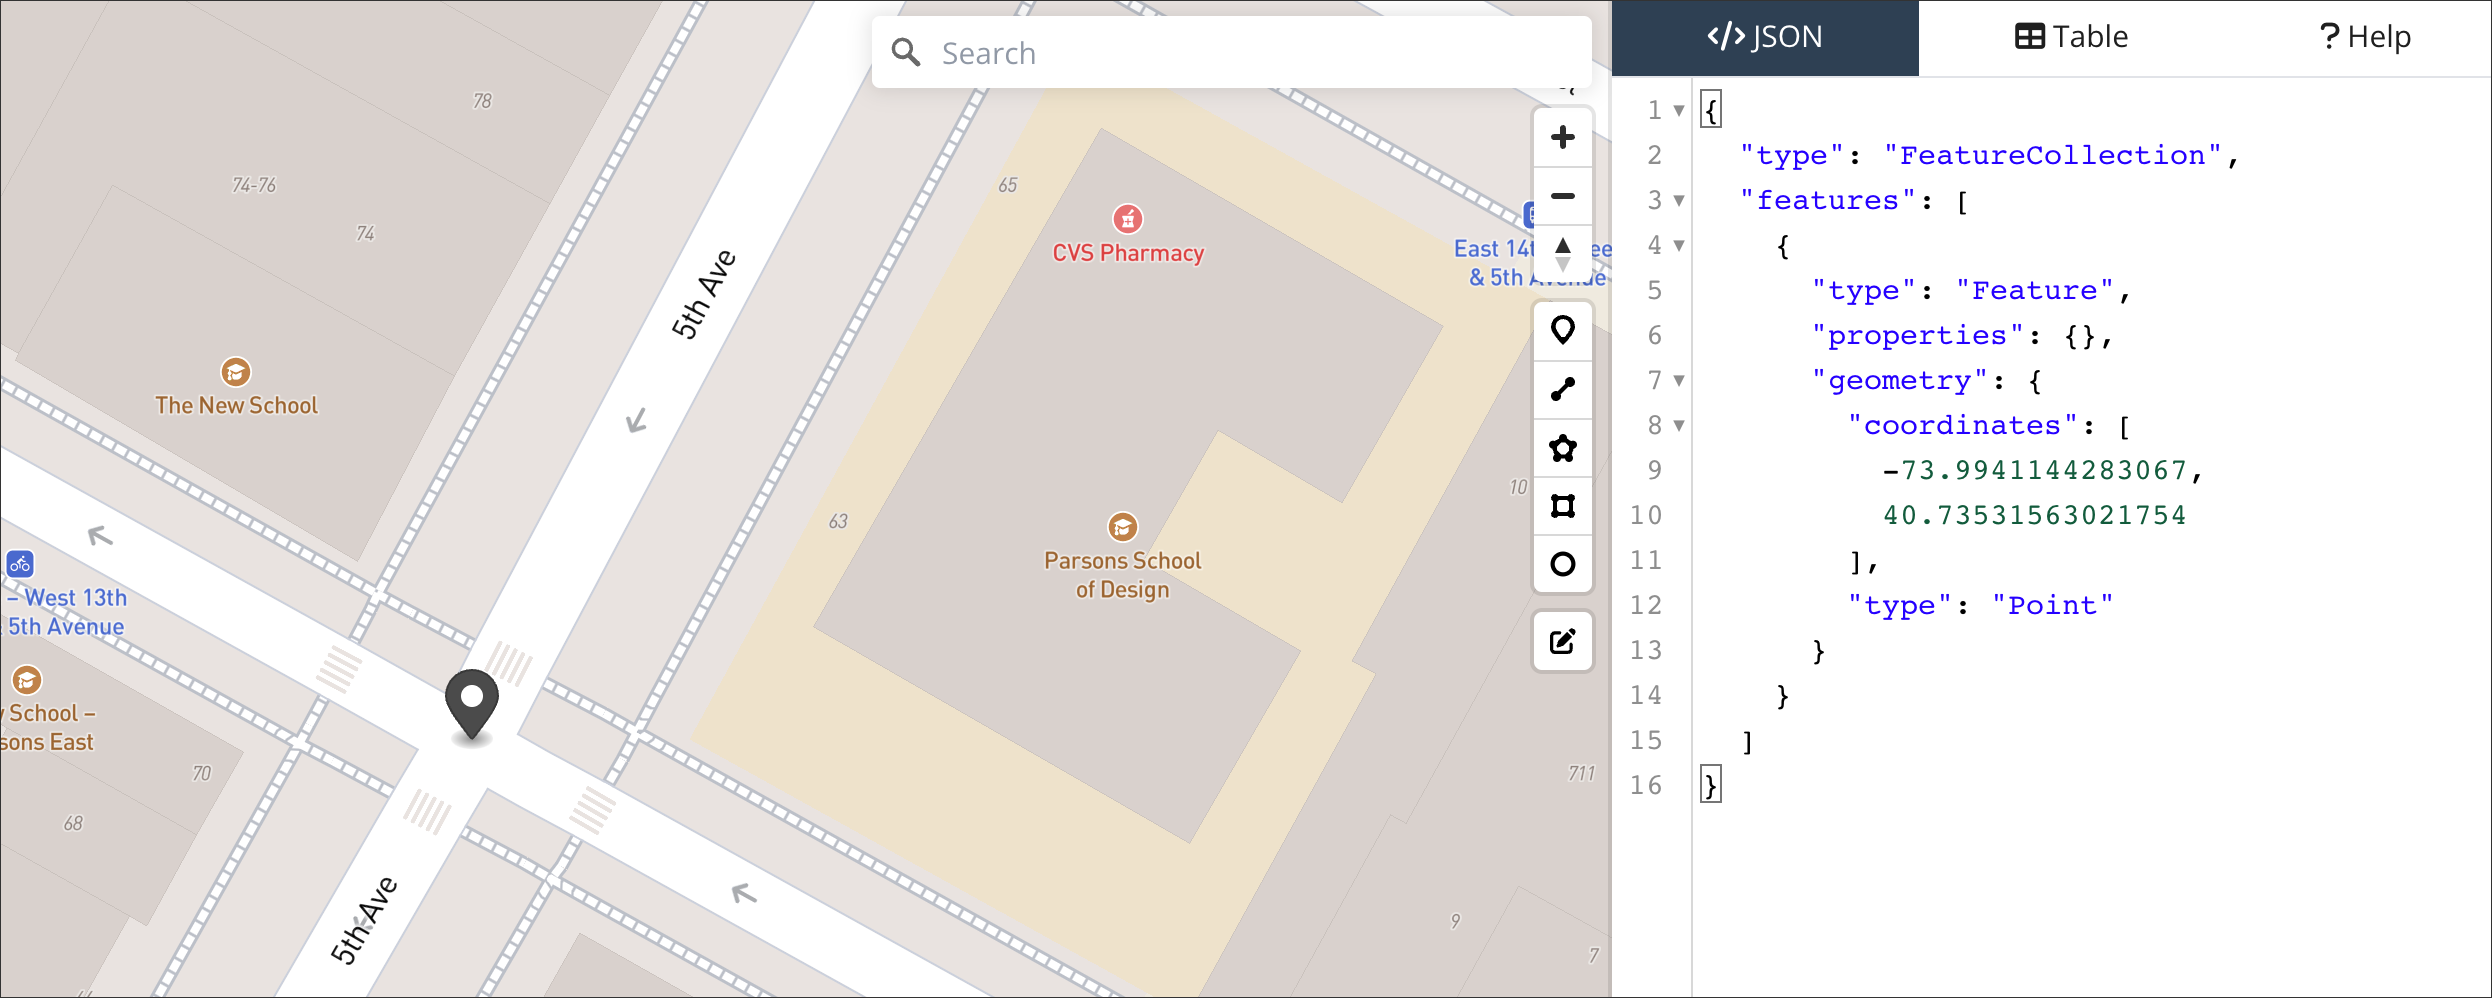 Search
78
74-76
74
65
CVS Pharmacy
5th Ave
East 14t
ee
& 5th Avenue
The New School
63
10
Parsons School
of Design
– West 13th
5th Avenue
School –
sons East
70
68
711
5th Ave
9
7
</> JSON
Table
? Help
1 {
2 "type": "FeatureCollection",
3 "features": [
4 {
5 "type": "Feature",
6 "properties": {},
7 "geometry": {
8 "coordinates": [
9 -73.9941144283067,
10 40.73531563021754
11 ],
12 "type": "Point"
13 }
14 }
15 ]
16 }